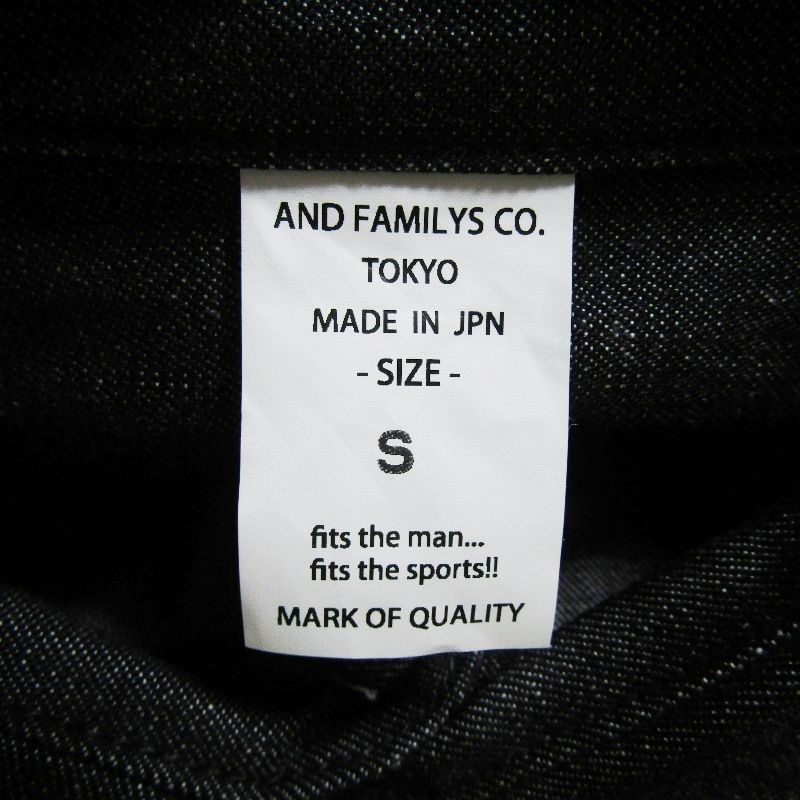 AND FAMILYS CO.
TOKYO
MADE IN JPN
- SIZE -
S
fits the man...
fits the sports!!
MARK OF QUALITY